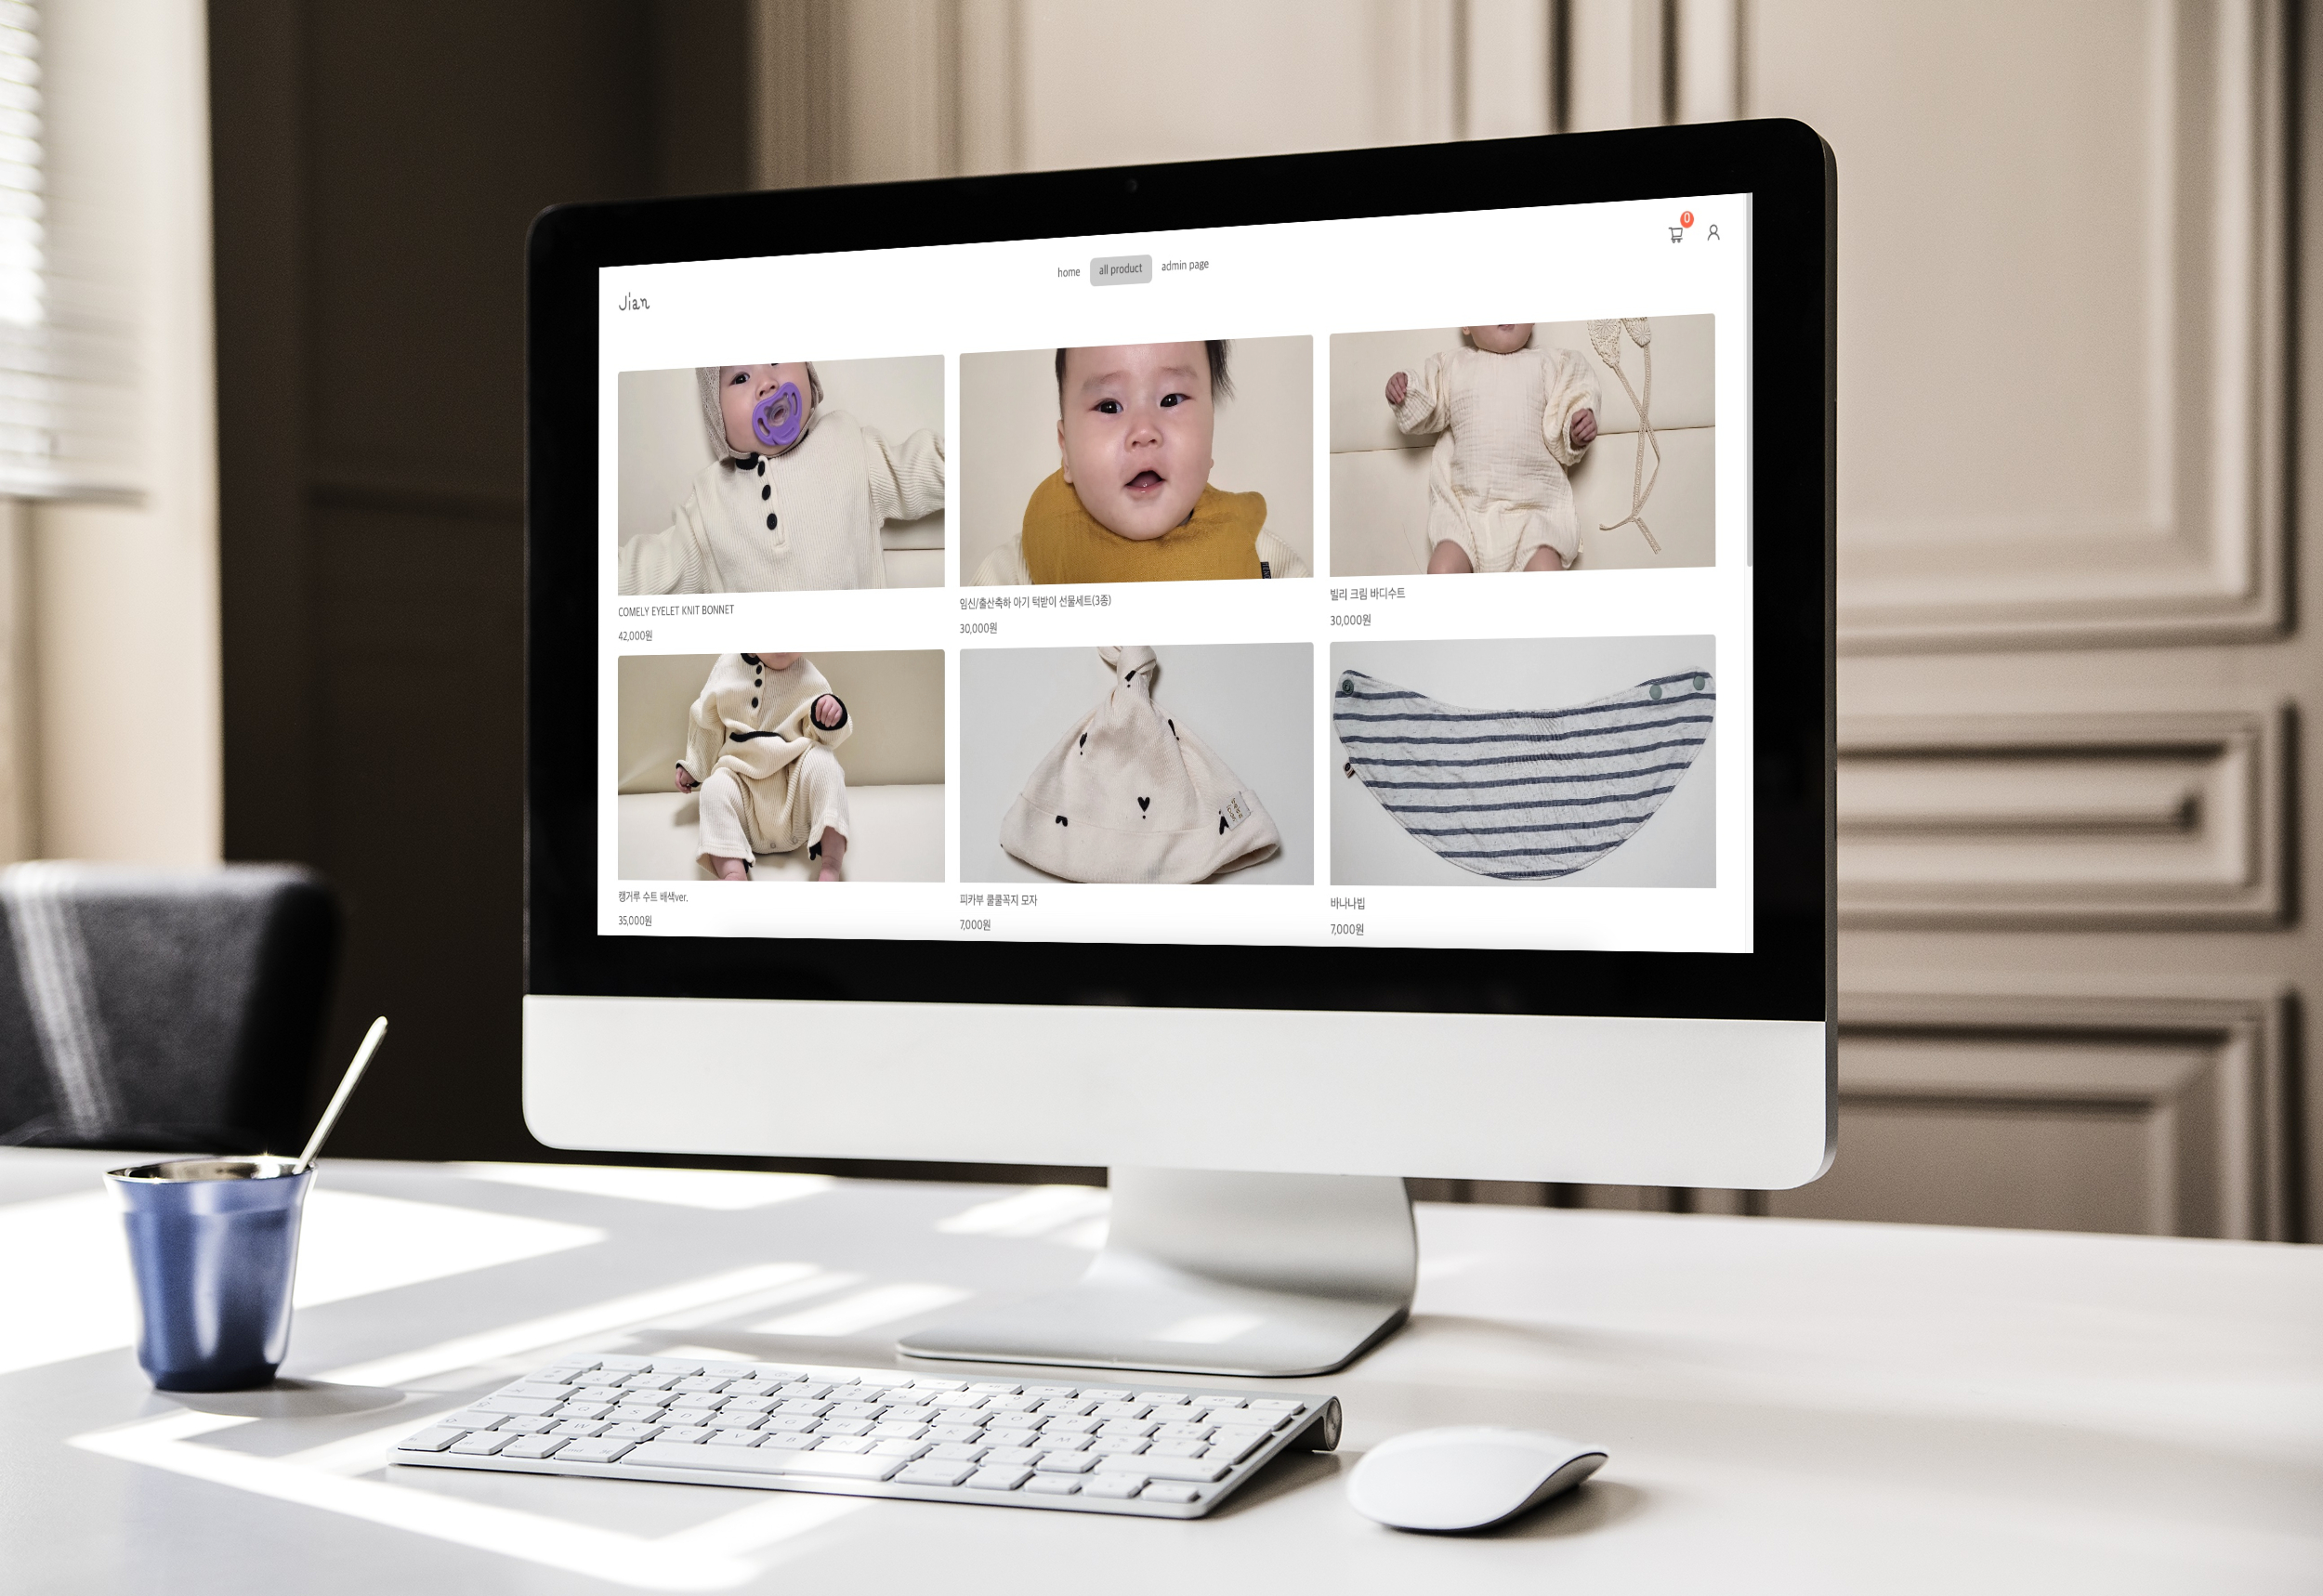 0
home all product admin page
Jian
COMELY EYELET KNIT BONNET
42,000원
임신/출산축하 아기 턱받이 선물세트(3종)
30,000원
빌리 크림 바디수트
30,000원
캥거루 수트 배색ver.
35,000원
피카부 쿨쿨꼭지 모자
7,000원
바나나빕
7,000원